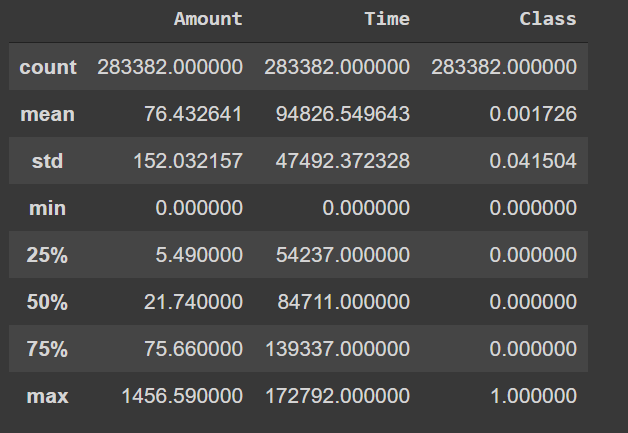 Amount Time Class
count 283382.000000 283382.000000 283382.000000
mean 76.432641 94826.549643 0.001726
std 152.032157 47492.372328 0.041504
min 0.000000 0.000000 0.000000
25% 5.490000 54237.000000 0.000000
50% 21.740000 84711.000000 0.000000
75% 75.660000 139337.000000 0.000000
max 1456.590000 172792.000000 1.000000